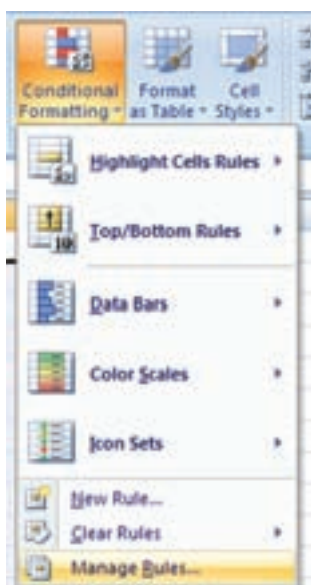 Conditional Format Cell
Formatting as Table Styles
Highlight Cells Rules
Top/Bottom Rules
Data Bars
Color Scales
Icon Sets
New Rule...
Clear Rules
Manage Rules...